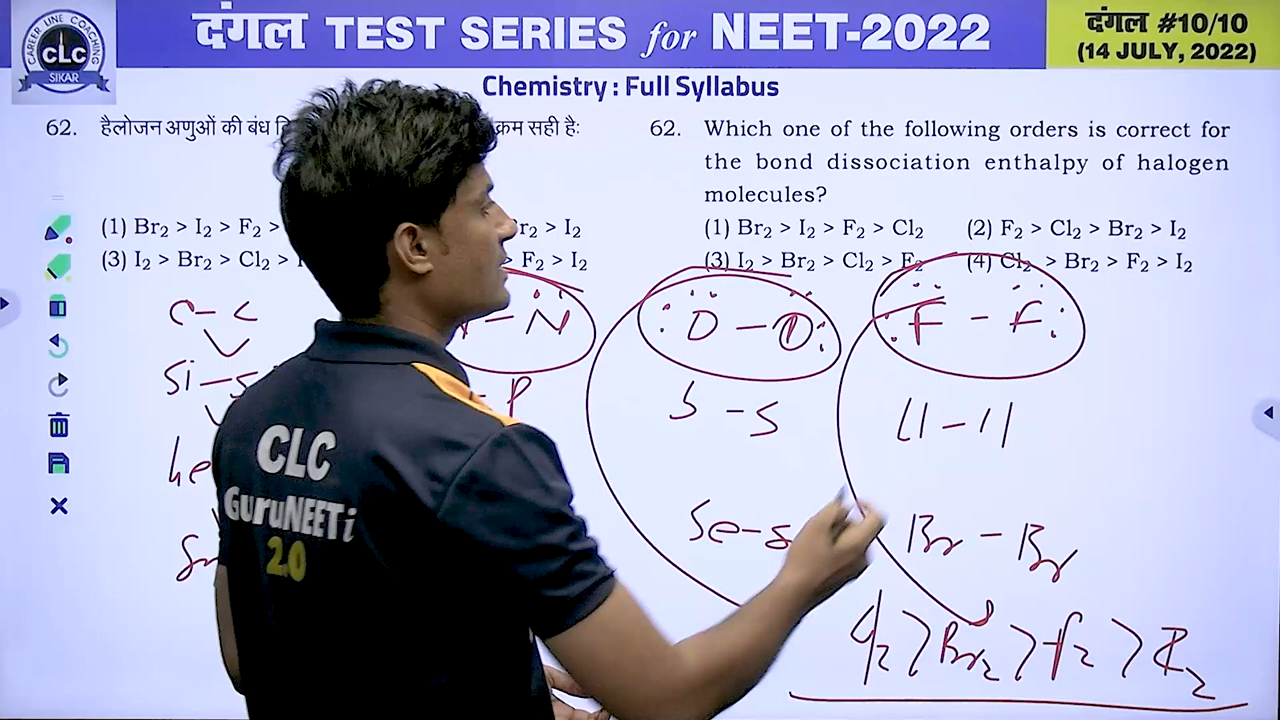 दंगल TEST SERIES for NEET-2022
दंगल #10/10
(14 JULY, 2022)
CAREER LINE COACHING
CLC
SIKAR
Chemistry : Full Syllabus
62. हैलोजन अणुओं की बंध क्रम सही है:
(1) Br₂ > I₂ > F₂ > r₂ > I₂
(3) I₂ > Br₂ > Cl₂ > > F₂ > I₂
62. Which one of the following orders is correct for
the bond dissociation enthalpy of halogen
molecules?
(1) Br₂ > I₂ > F₂ > Cl₂ (2) F₂ > Cl₂ > Br₂ > I₂
(3) I₂ > Br₂ > Cl₂ > F₂ (4) Cl₂ > Br₂ > F₂ > I₂
C – C – N O – O F – F
Si – S – P S – S Cl – Cl
Ge Se – S Br – Br
Sn
Cl₂ > Br₂ > F₂ > I₂
CLC
GuruNEETi
2.0